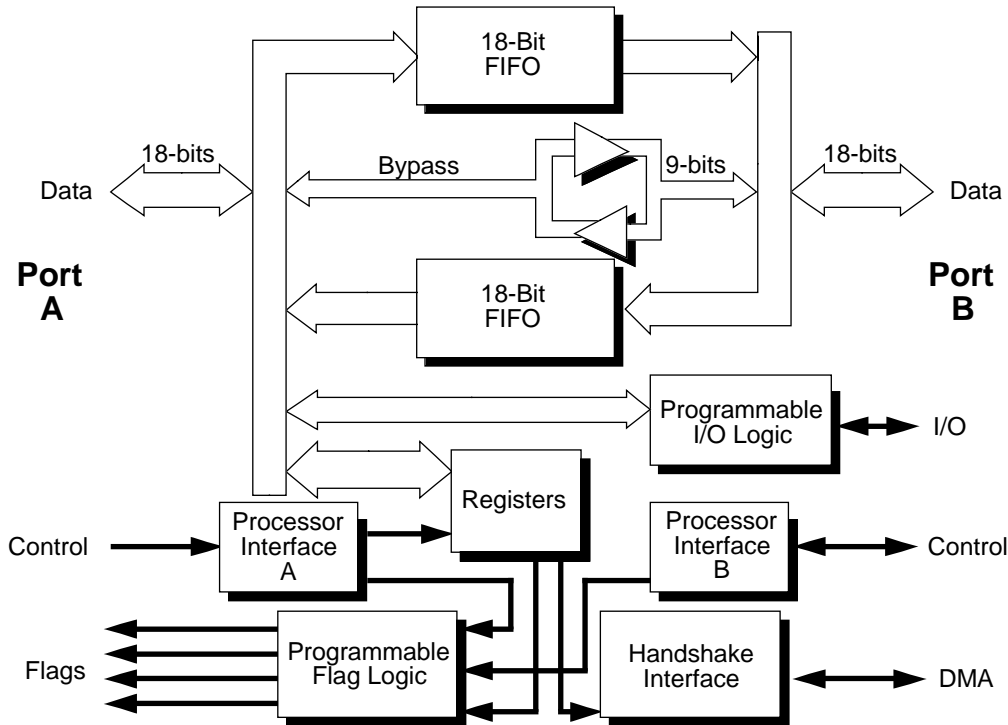 18-Bit
FIFO
18-bits
Bypass
9-bits
18-bits
Data
Data
Port
A
Port
B
18-Bit
FIFO
Programmable
I/O Logic
I/O
Registers
Processor
Interface
A
Processor
Interface
B
Control
Control
Programmable
Flag Logic
Handshake
Interface
Flags
DMA